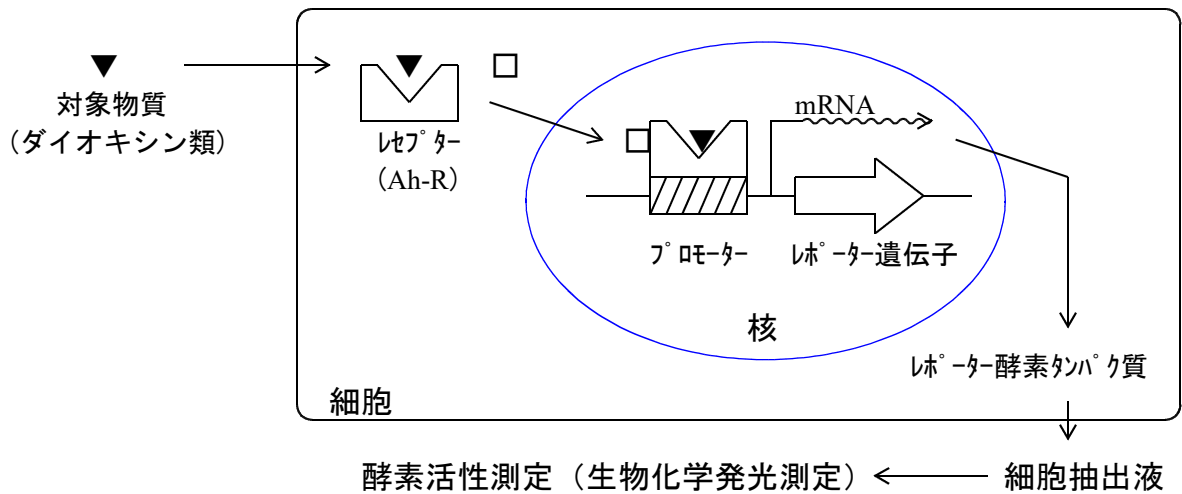 対象物質
(ダイオキシン類)
ﾚｾﾌﾟﾀｰ
(Ah-R)
mRNA
ﾌﾟﾛﾓｰﾀｰ
ﾚﾎﾟｰﾀｰ遺伝子
核
ﾚﾎﾟｰﾀｰ酵素ﾀﾝﾊﾟｸ質
細胞
酵素活性測定（生物化学発光測定）
細胞抽出液